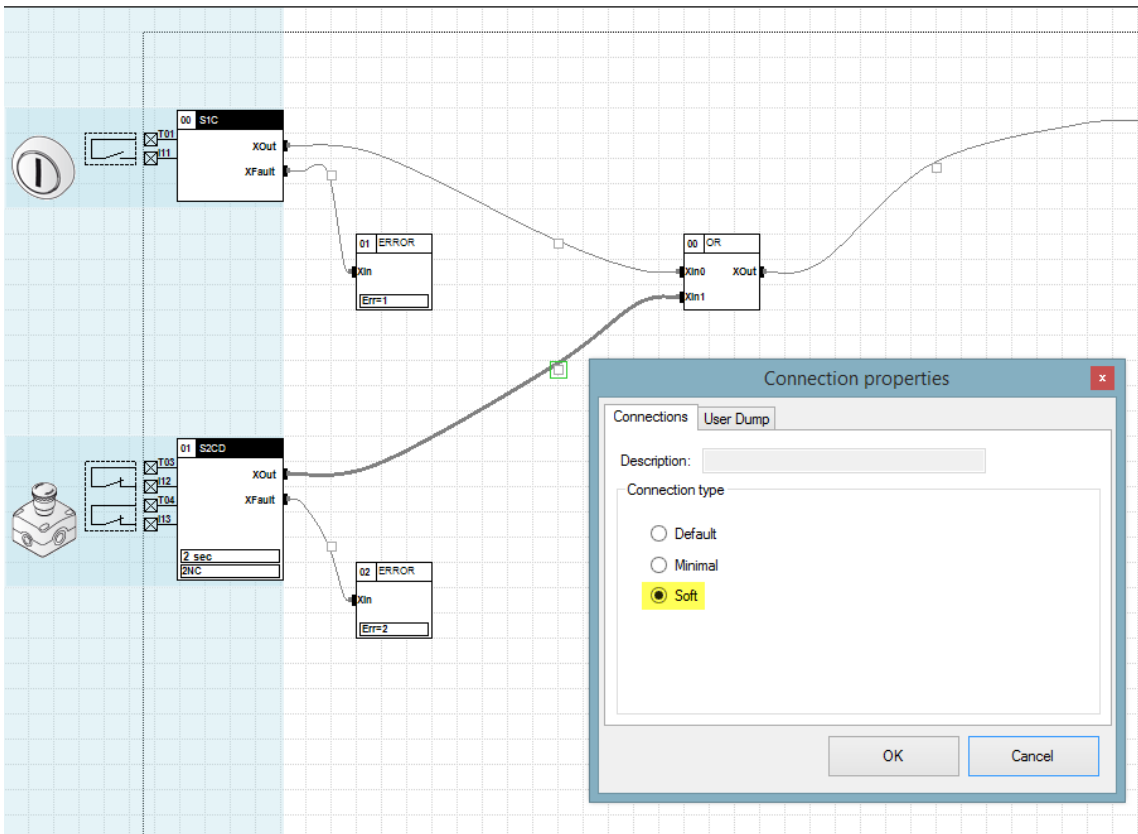 00 S1C
T01
I11
XOut
XFault
01 ERROR
XIn
Err=1
00 OR
XIn0 XOut
XIn1
01 S2CD
T03
I12
T04
I13
XOut
XFault
2 sec
2NC
02 ERROR
XIn
Err=2
Connection properties
x
Connections User Dump
Description:
Connection type
Default
Minimal
Soft
OK Cancel